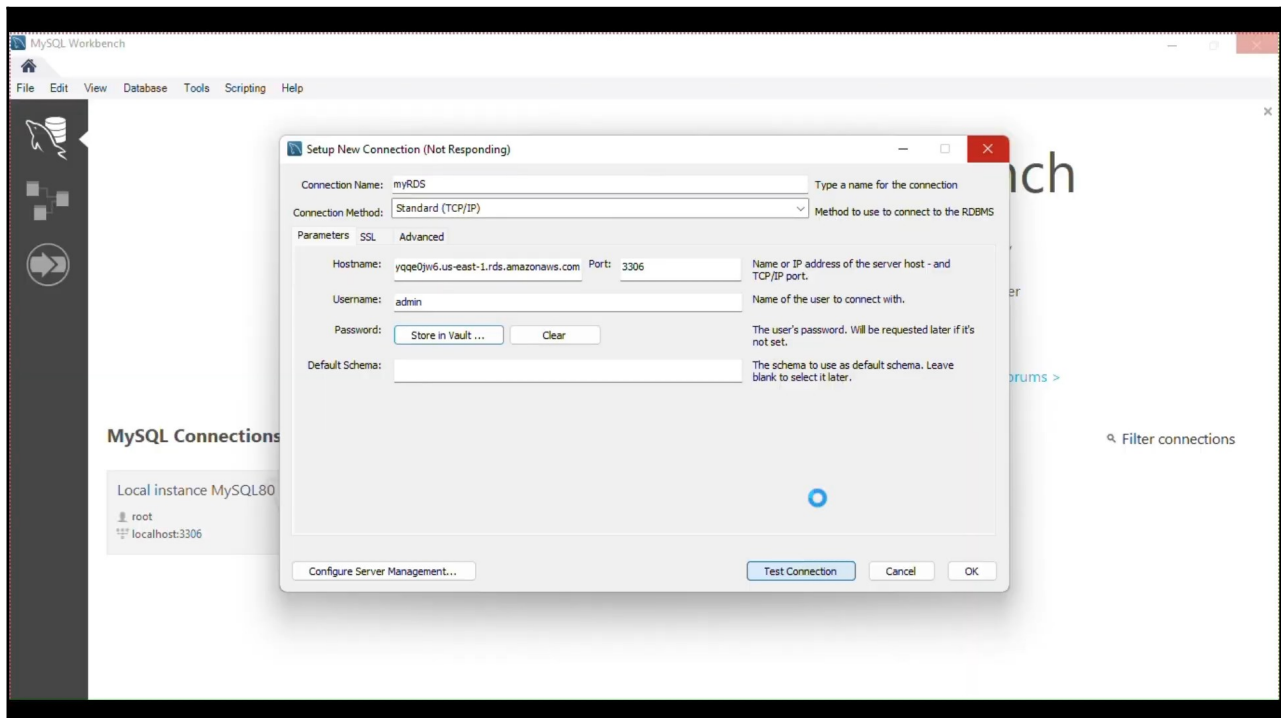 MySQL Workbench
File Edit View Database Tools Scripting Help
Setup New Connection (Not Responding)
Connection Name: myRDS Type a name for the connection
Connection Method: Standard (TCP/IP) Method to use to connect to the RDBMS
Parameters SSL Advanced
Hostname: yqqe0jw6.us-east-1.rds.amazonaws.com Port: 3306 Name or IP address of the server host - and
TCP/IP port.
Username: admin Name of the user to connect with.
Password: Store in Vault ... Clear The user's password. Will be requested later if it's
not set.
Default Schema: The schema to use as default schema. Leave
blank to select it later.
Configure Server Management... Test Connection Cancel OK
nch
er
orums >
MySQL Connections
Filter connections
Local instance MySQL80
root
localhost:3306